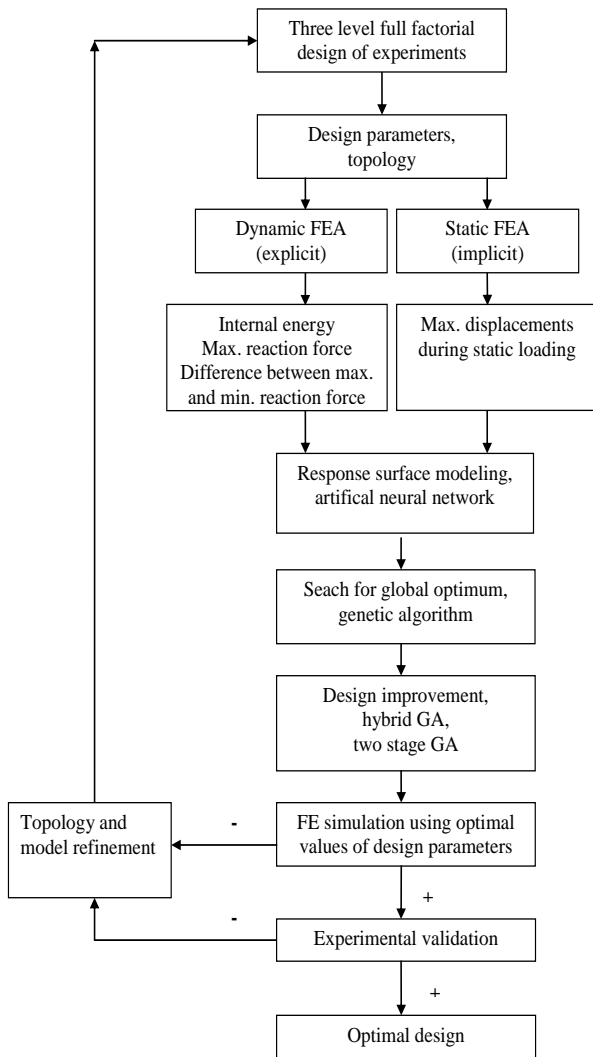 Three level full factorial
design of experiments
Design parameters,
topology
Dynamic FEA
(explicit)
Static FEA
(implicit)
Internal energy
Max. reaction force
Difference between max.
and min. reaction force
Max. displacements
during static loading
Response surface modeling,
artifical neural network
Seach for global optimum,
genetic algorithm
Design improvement,
hybrid GA,
two stage GA
Topology and
model refinement
-
FE simulation using optimal
values of design parameters
+
-
Experimental validation
+
Optimal design